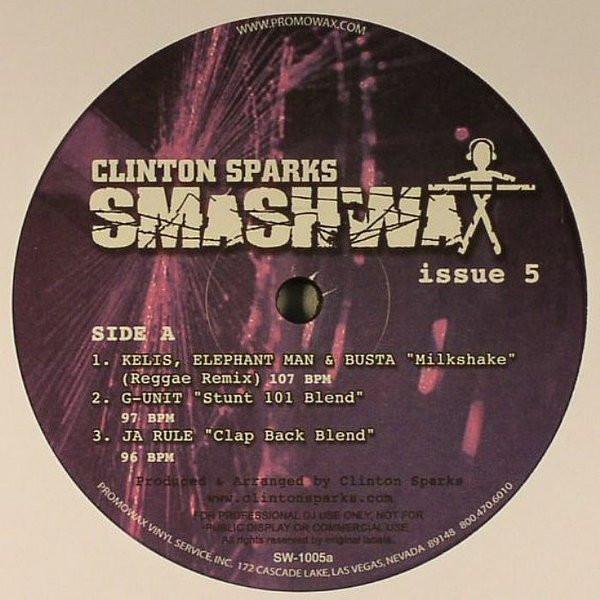 WWW.PROMOWAX.COM
CLINTON SPARKS
SMASHWAX
issue 5
SIDE A
1. KELIS, ELEPHANT MAN & BUSTA "Milkshake"
(Reggae Remix) 107 BPM
2. G-UNIT "Stunt 101 Blend"
97 BPM
3. JA RULE "Clap Back Blend"
96 BPM
Produced & Arranged by Clinton Sparks
www.clintonsparks.com
FOR PROFESSIONAL DJ USE ONLY, NOT FOR
PUBLIC DISPLAY OR COMMERCIAL USE.
All rights reserved by original labels.
SW-1005a
PROMOWAX VINYL SERVICE, INC. 172 CASCADE LAKE, LAS VEGAS, NEVADA 89148 800.470.6010